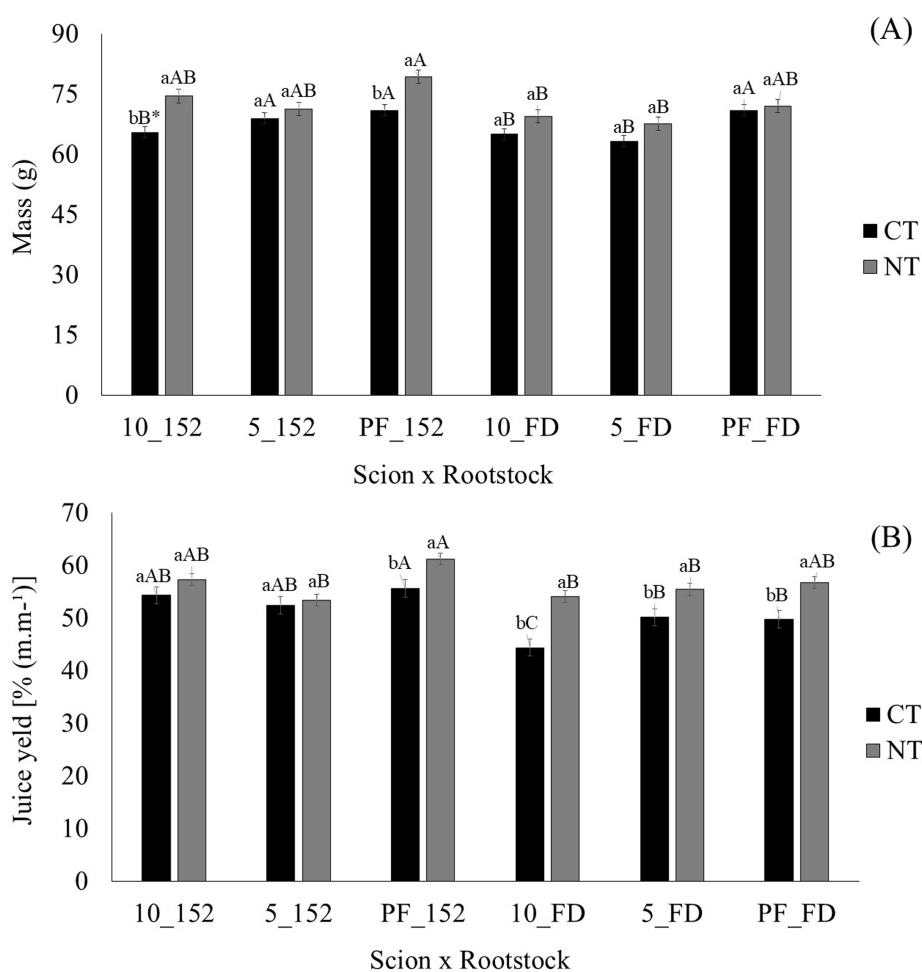 (A)
90
75
60
45
30
15
0
Mass (g)
bB*
aAB
aA
aAB
bA
aA
aB
aB
aB
aB
aA
aAB
CT
NT
10_152
5_152
PF_152
10_FD
5_FD
PF_FD
Scion x Rootstock
(B)
70
60
50
40
30
20
10
0
Juice yeld [% (m.m-¹)]
aAB
aAB
aAB
aB
bA
aA
bC
aB
bB
aB
bB
aAB
CT
NT
10_152
5_152
PF_152
10_FD
5_FD
PF_FD
Scion x Rootstock